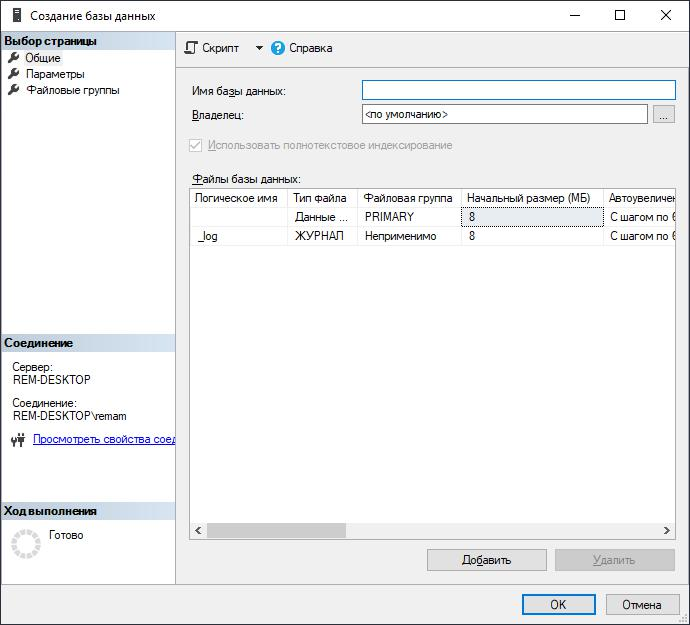 Создание базы данных
Выбор страницы
Общие
Параметры
Файловые группы
Скрипт
Справка
Имя базы данных:
Владелец:
<по умолчанию>
...
Использовать полнотекстовое индексирование
Файлы базы данных:
Логическое имя Тип файла Файловая группа Начальный размер (МБ) Автоувеличен
Данные ... PRIMARY 8 С шагом по 6
_log ЖУРНАЛ Неприменимо 8 С шагом по 6
Соединение
Сервер:
REM-DESKTOP
Соединение:
REM-DESKTOP\remam
Просмотреть свойства соед
Ход выполнения
Готово
Добавить
Удалить
OK
Отмена